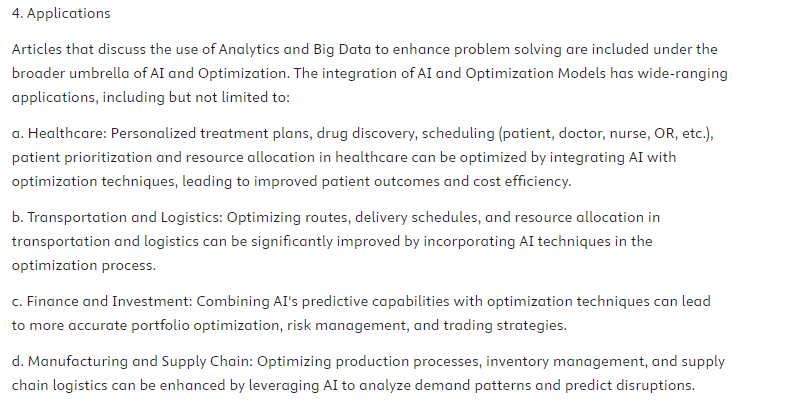 4. Applications
Articles that discuss the use of Analytics and Big Data to enhance problem solving are included under the
broader umbrella of AI and Optimization. The integration of AI and Optimization Models has wide-ranging
applications, including but not limited to:
a. Healthcare: Personalized treatment plans, drug discovery, scheduling (patient, doctor, nurse, OR, etc.),
patient prioritization and resource allocation in healthcare can be optimized by integrating AI with
optimization techniques, leading to improved patient outcomes and cost efficiency.
b. Transportation and Logistics: Optimizing routes, delivery schedules, and resource allocation in
transportation and logistics can be significantly improved by incorporating AI techniques in the
optimization process.
c. Finance and Investment: Combining AI's predictive capabilities with optimization techniques can lead
to more accurate portfolio optimization, risk management, and trading strategies.
d. Manufacturing and Supply Chain: Optimizing production processes, inventory management, and supply
chain logistics can be enhanced by leveraging AI to analyze demand patterns and predict disruptions.